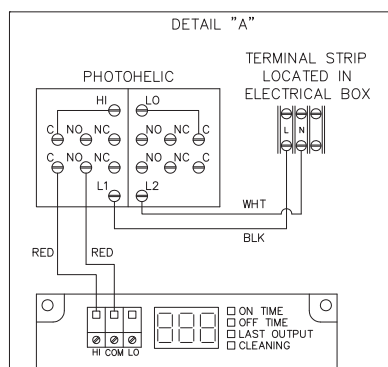 DETAIL "A"
TERMINAL STRIP
LOCATED IN
ELECTRICAL BOX
PHOTOHELIC
HI LO
C NO NC NO NC C
C NO NC NO NC C
L1 L2
L N
WHT
BLK
RED RED
HI COM LO
ON TIME
OFF TIME
LAST OUTPUT
CLEANING